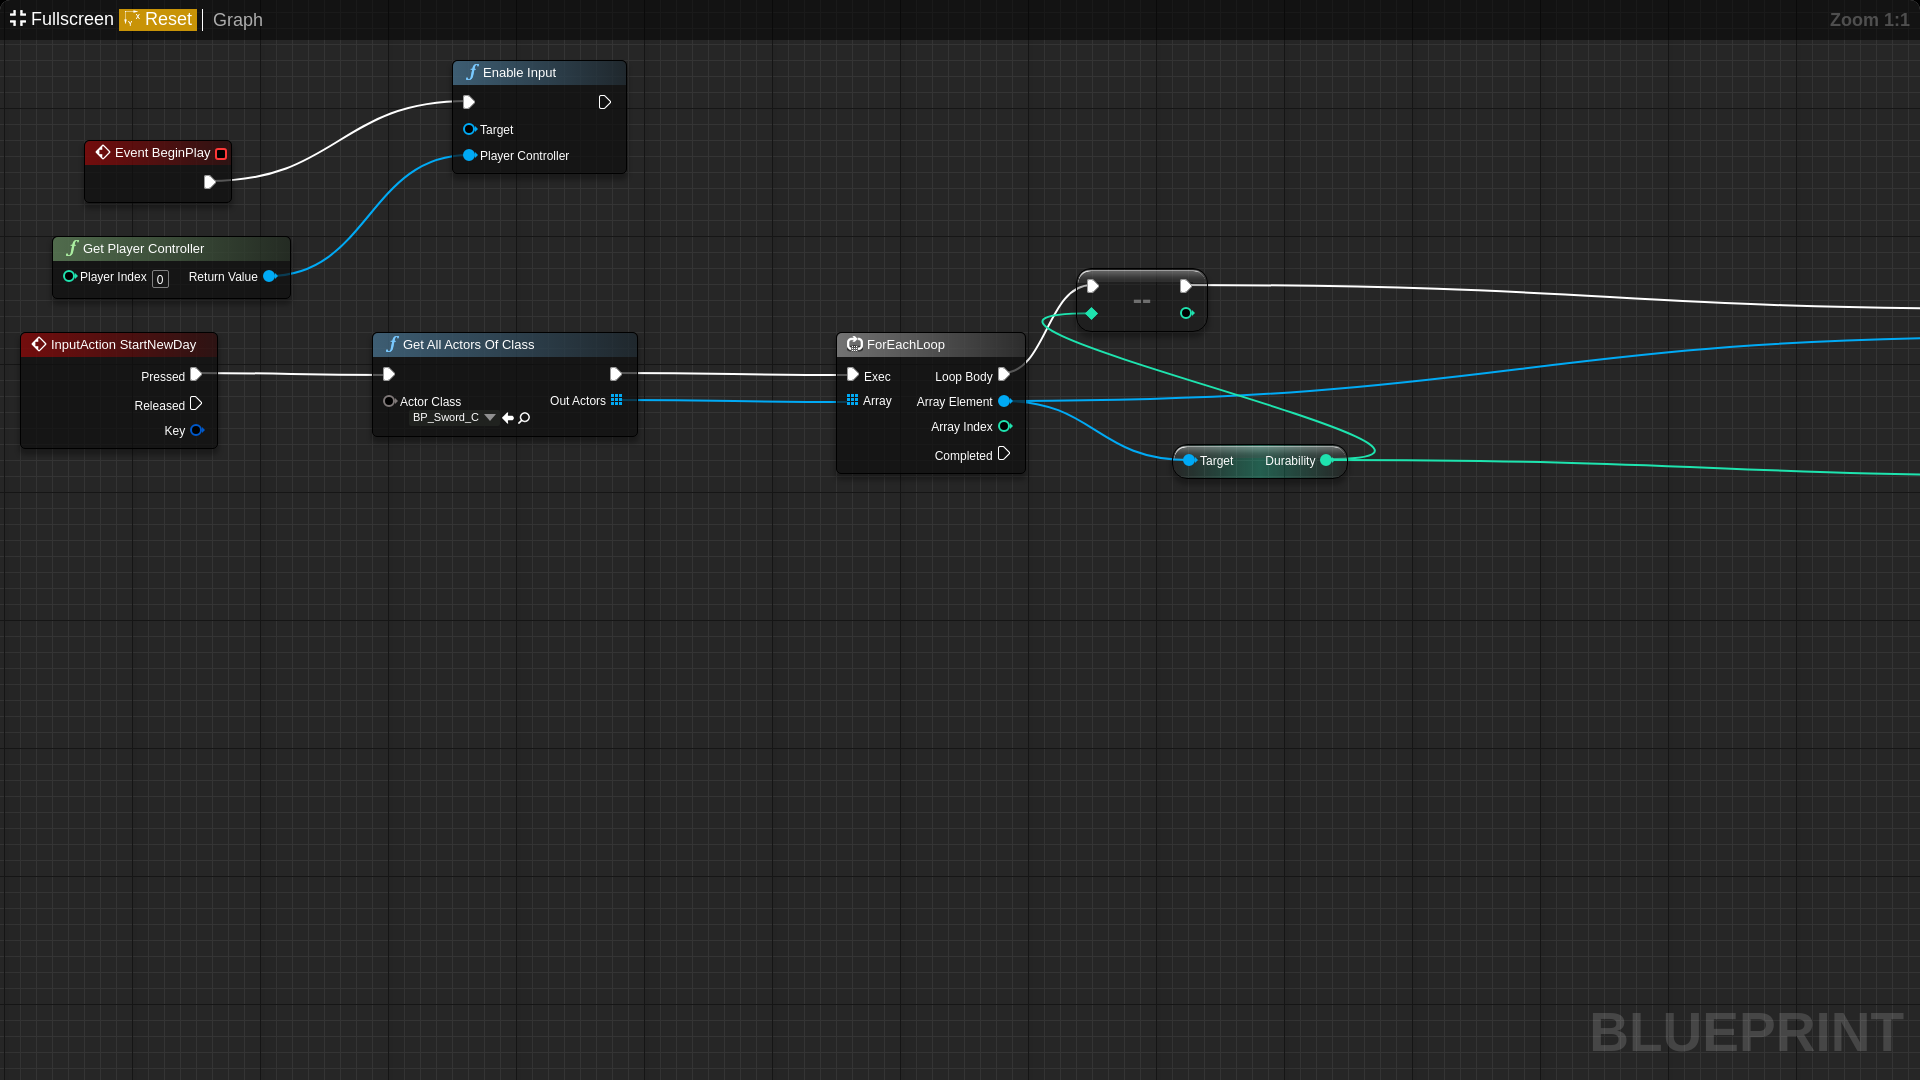 Fullscreen Reset Graph
Zoom 1:1
Enable Input
Target
Player Controller
Event BeginPlay
Get Player Controller
Player Index 0 Return Value
InputAction StartNewDay
Pressed
Released
Key
Get All Actors Of Class
Actor Class Out Actors
BP_Sword_C
ForEachLoop
Exec Loop Body
Array Array Element
Array Index
Completed
--
Target Durability
BLUEPRINT